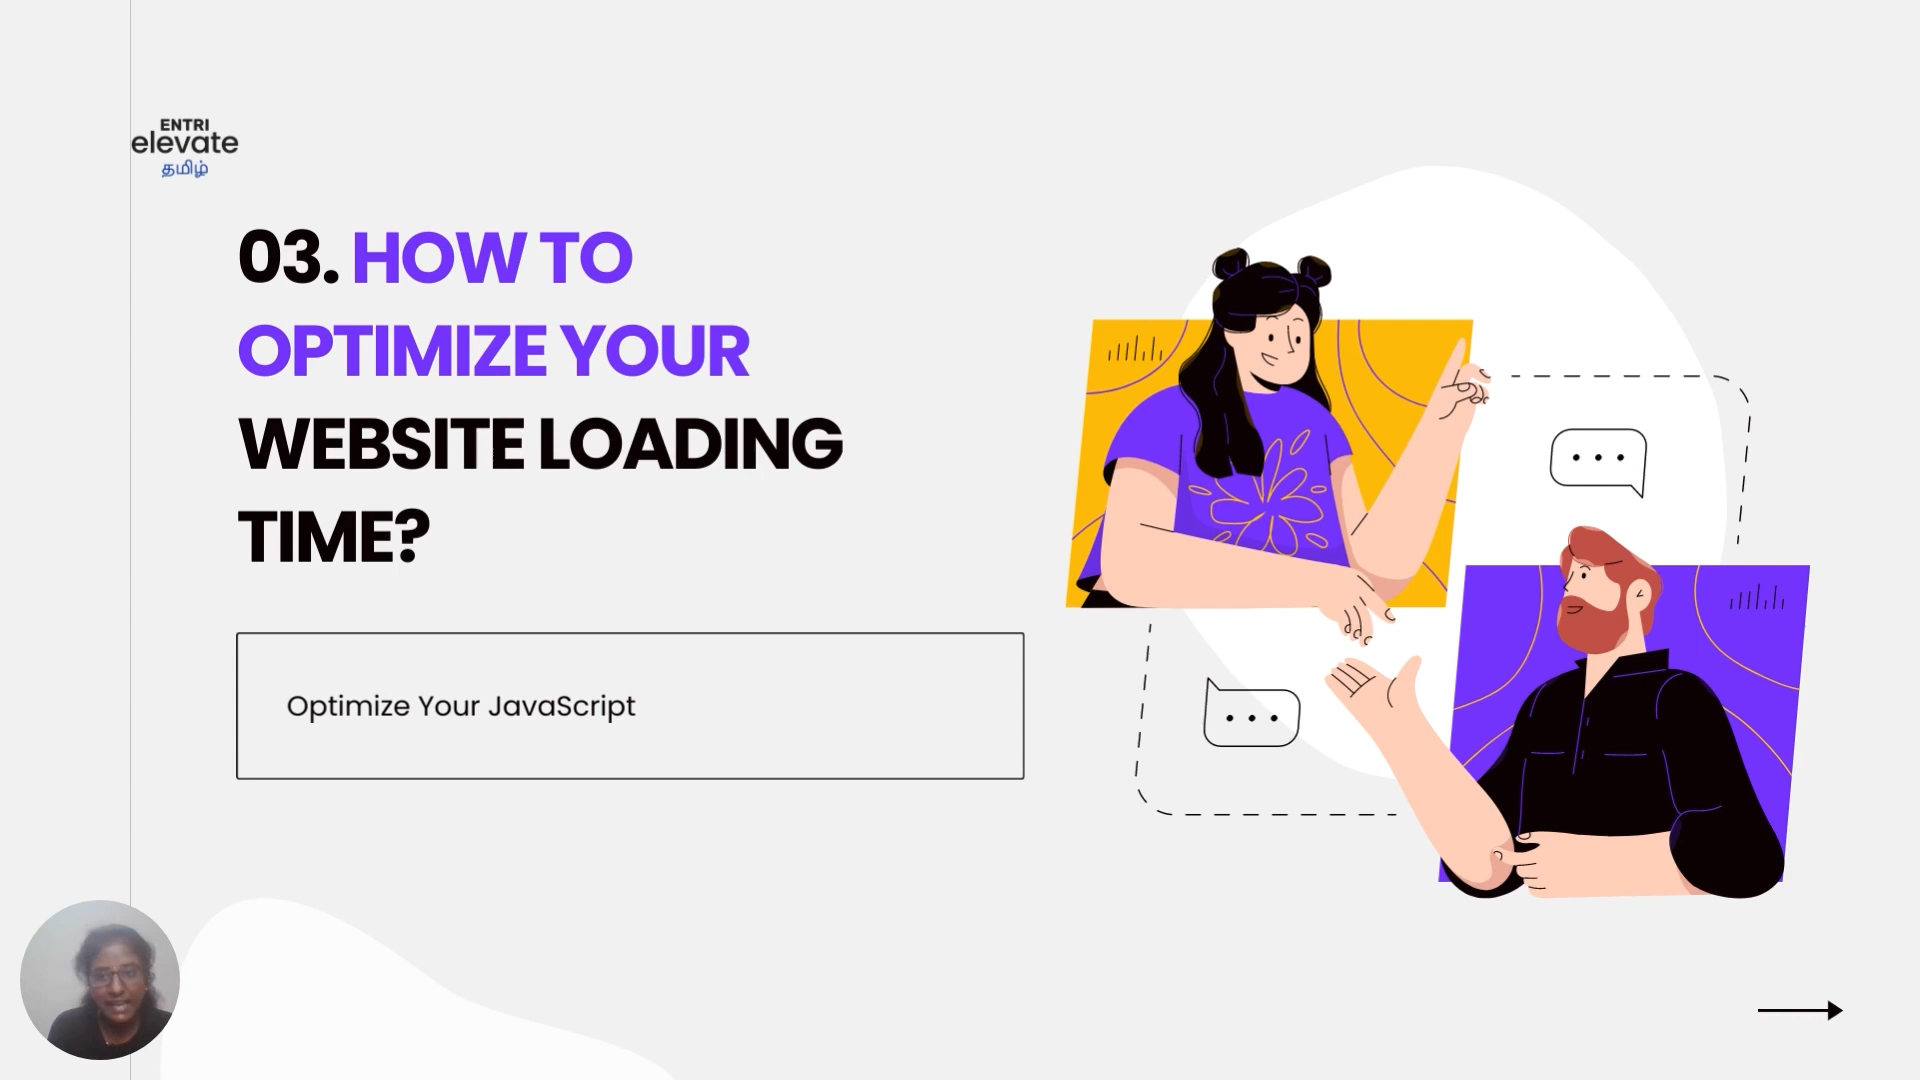 ENTRI
elevate
தமிழ்
03. HOW TO
OPTIMIZE YOUR
WEBSITE LOADING
TIME?
Optimize Your JavaScript